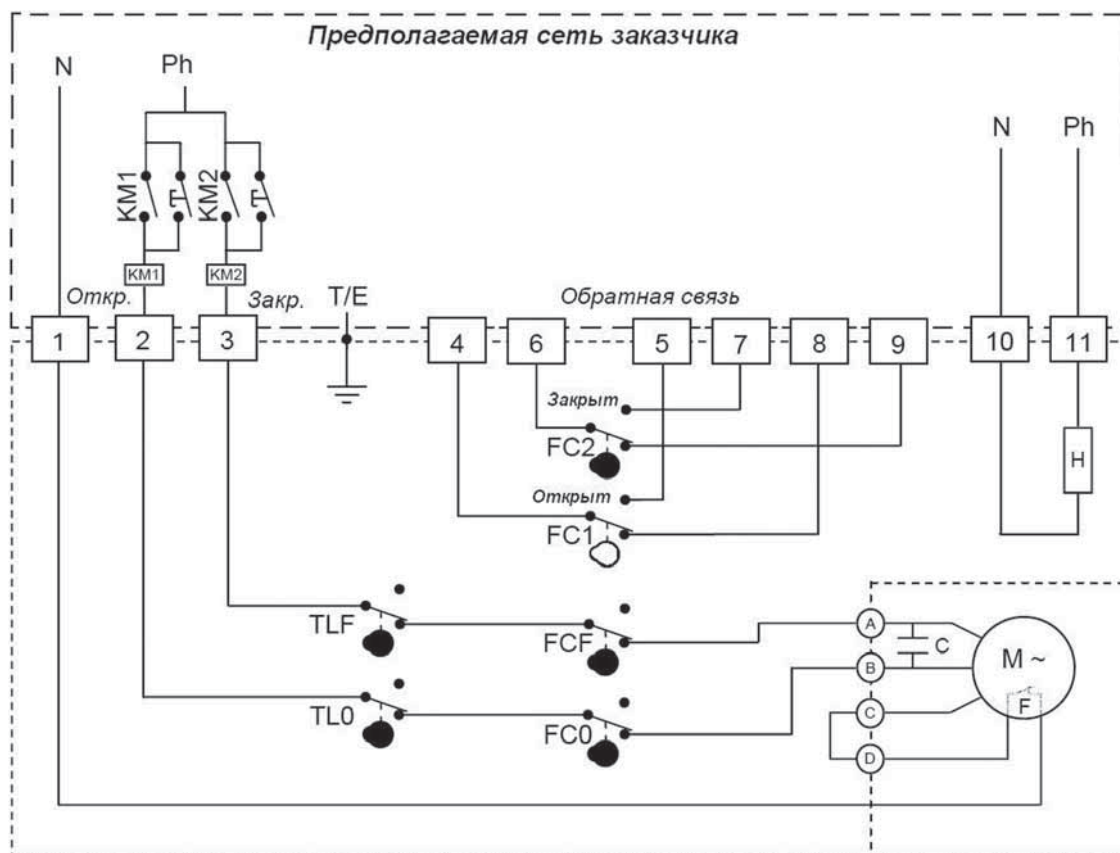 Предполагаемая сеть заказчика
N
Ph
N
Ph
KM1
KM2
KM1
KM2
Откр.
Закр.
T/E
Обратная связь
1
2
3
4
6
5
7
8
9
10
11
Закрыт
FC2
H
Открыт
FC1
TLF
FCF
A
C
M ~
B
F
TL0
FC0
C
D